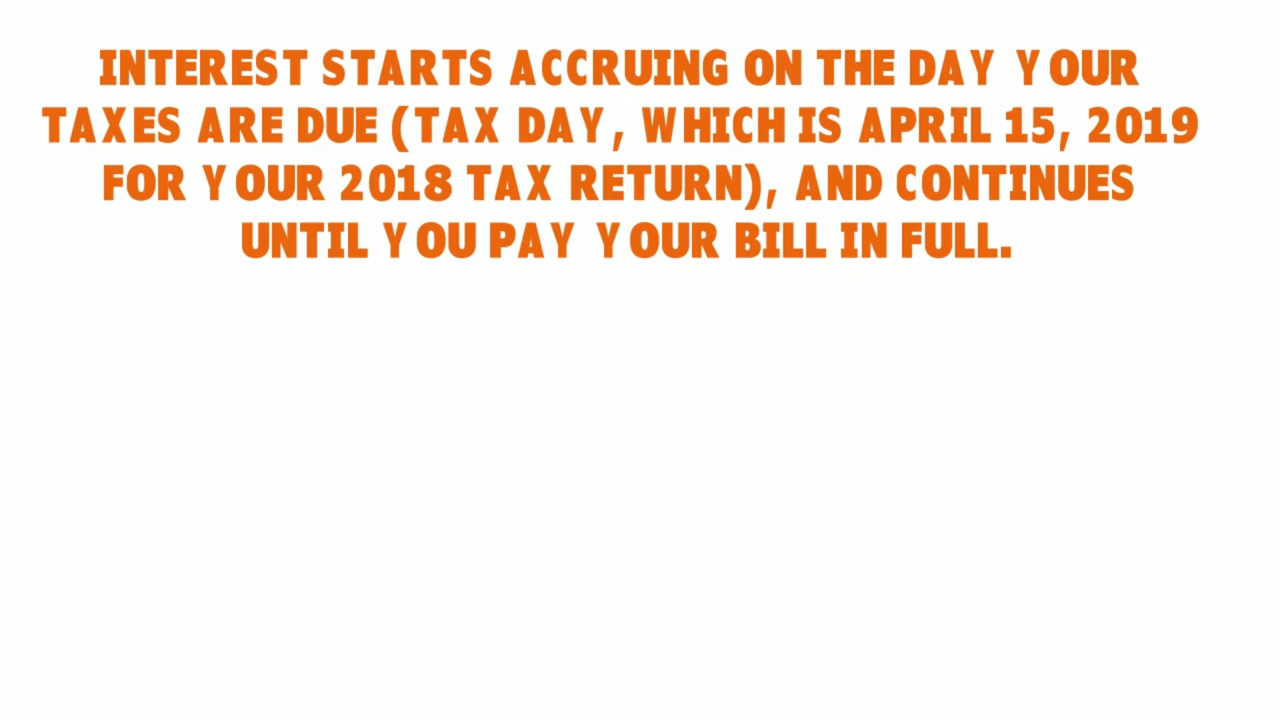 INTEREST STARTS ACCRUING ON THE DAY YOUR
TAXES ARE DUE (TAX DAY, WHICH IS APRIL 15, 2019
FOR YOUR 2018 TAX RETURN), AND CONTINUES
UNTIL YOU PAY YOUR BILL IN FULL.